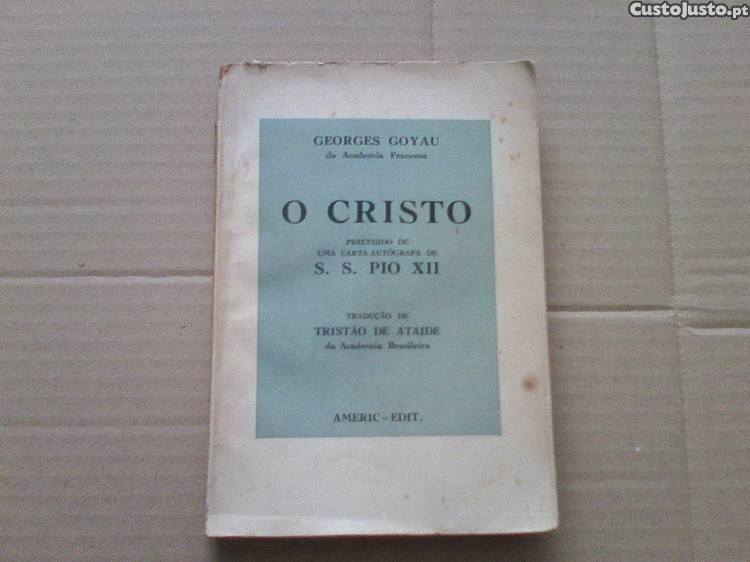 CustoJusto.pt
GEORGES GOYAU
da Academia Francesa
O CRISTO
PRECEDIDO DE
UMA CARTA-AUTÓGRAFA DE
S. S. PIO XII
TRADUÇÃO DE
TRISTÃO DE ATAIDE
da Academia Brasileira
AMERIC = EDIT.